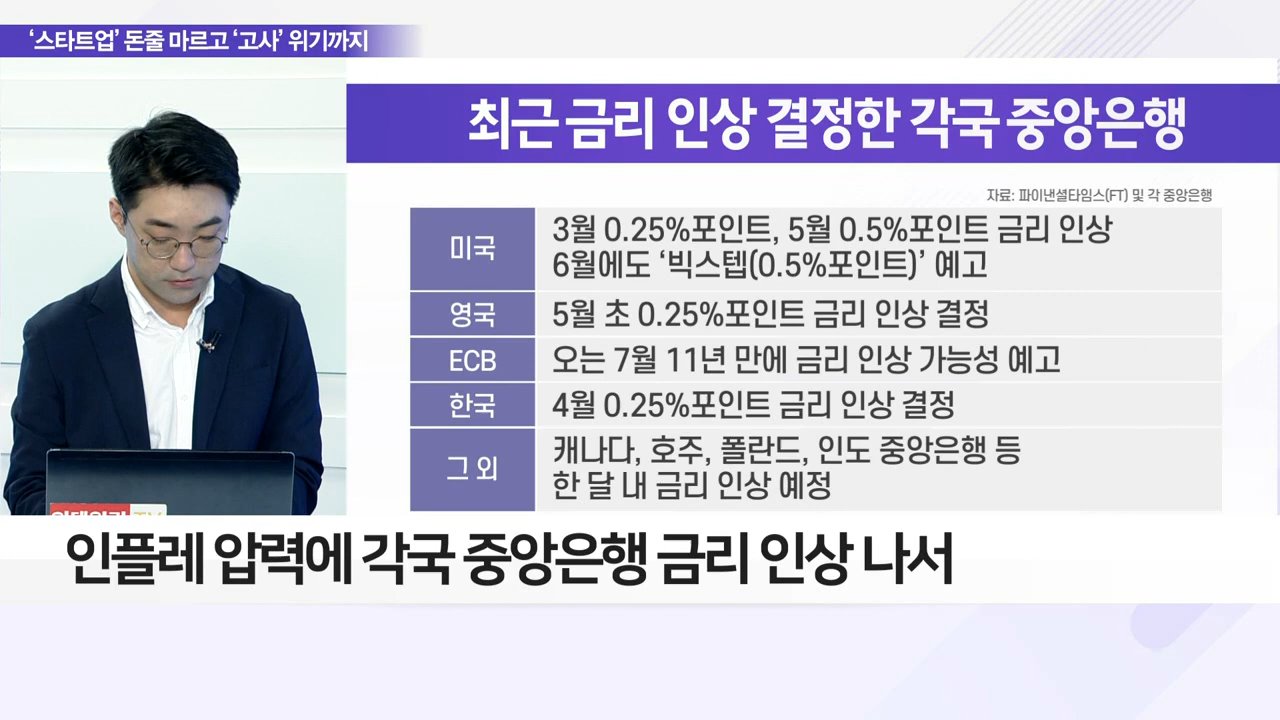 ‘스타트업’ 돈줄 마르고 ‘고사’ 위기까지
최근 금리 인상 결정한 각국 중앙은행
자료: 파이낸셜타임스(FT) 및 각 중앙은행
미국
3월 0.25%포인트, 5월 0.5%포인트 금리 인상
6월에도 ‘빅스텝(0.5%포인트)’ 예고
영국
5월 초 0.25%포인트 금리 인상 결정
ECB
오는 7월 11년 만에 금리 인상 가능성 예고
한국
4월 0.25%포인트 금리 인상 결정
그 외
캐나다, 호주, 폴란드, 인도 중앙은행 등
한 달 내 금리 인상 예정
인플레 압력에 각국 중앙은행 금리 인상 나서